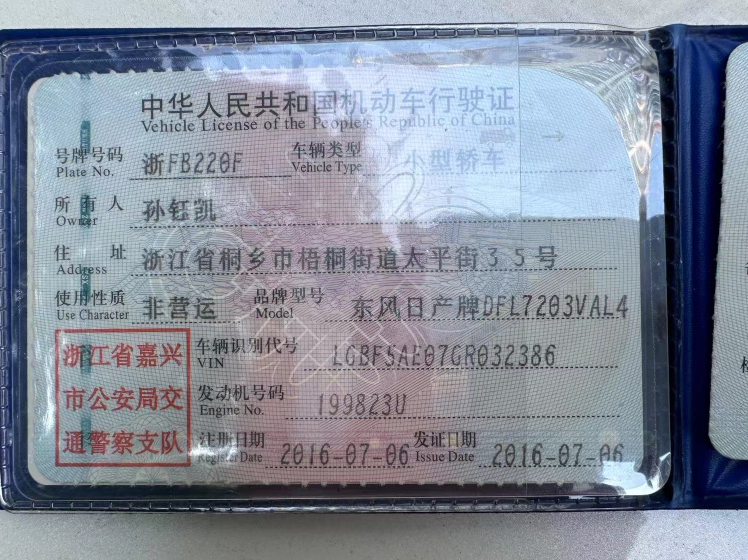 中华人民共和国机动车行驶证
Vehicle License of the People's Republic of China
号牌号码 浙FB220F 车辆类型 小型轿车
Plate No. Vehicle Type
所有人 孙钰凯
Owner
住址 浙江省桐乡市梧桐街道太平街35号
Address
使用性质 非营运 品牌型号 东风日产牌DFL7203VAL4
Use Character Model
浙江省嘉兴
市公安局交
通警察支队
车辆识别代号 LGBF5AE07GR032386
VIN
发动机号码 199823U
Engine No.
注册日期 2016-07-06 发证日期 2016-07-06
Register Date Issue Date